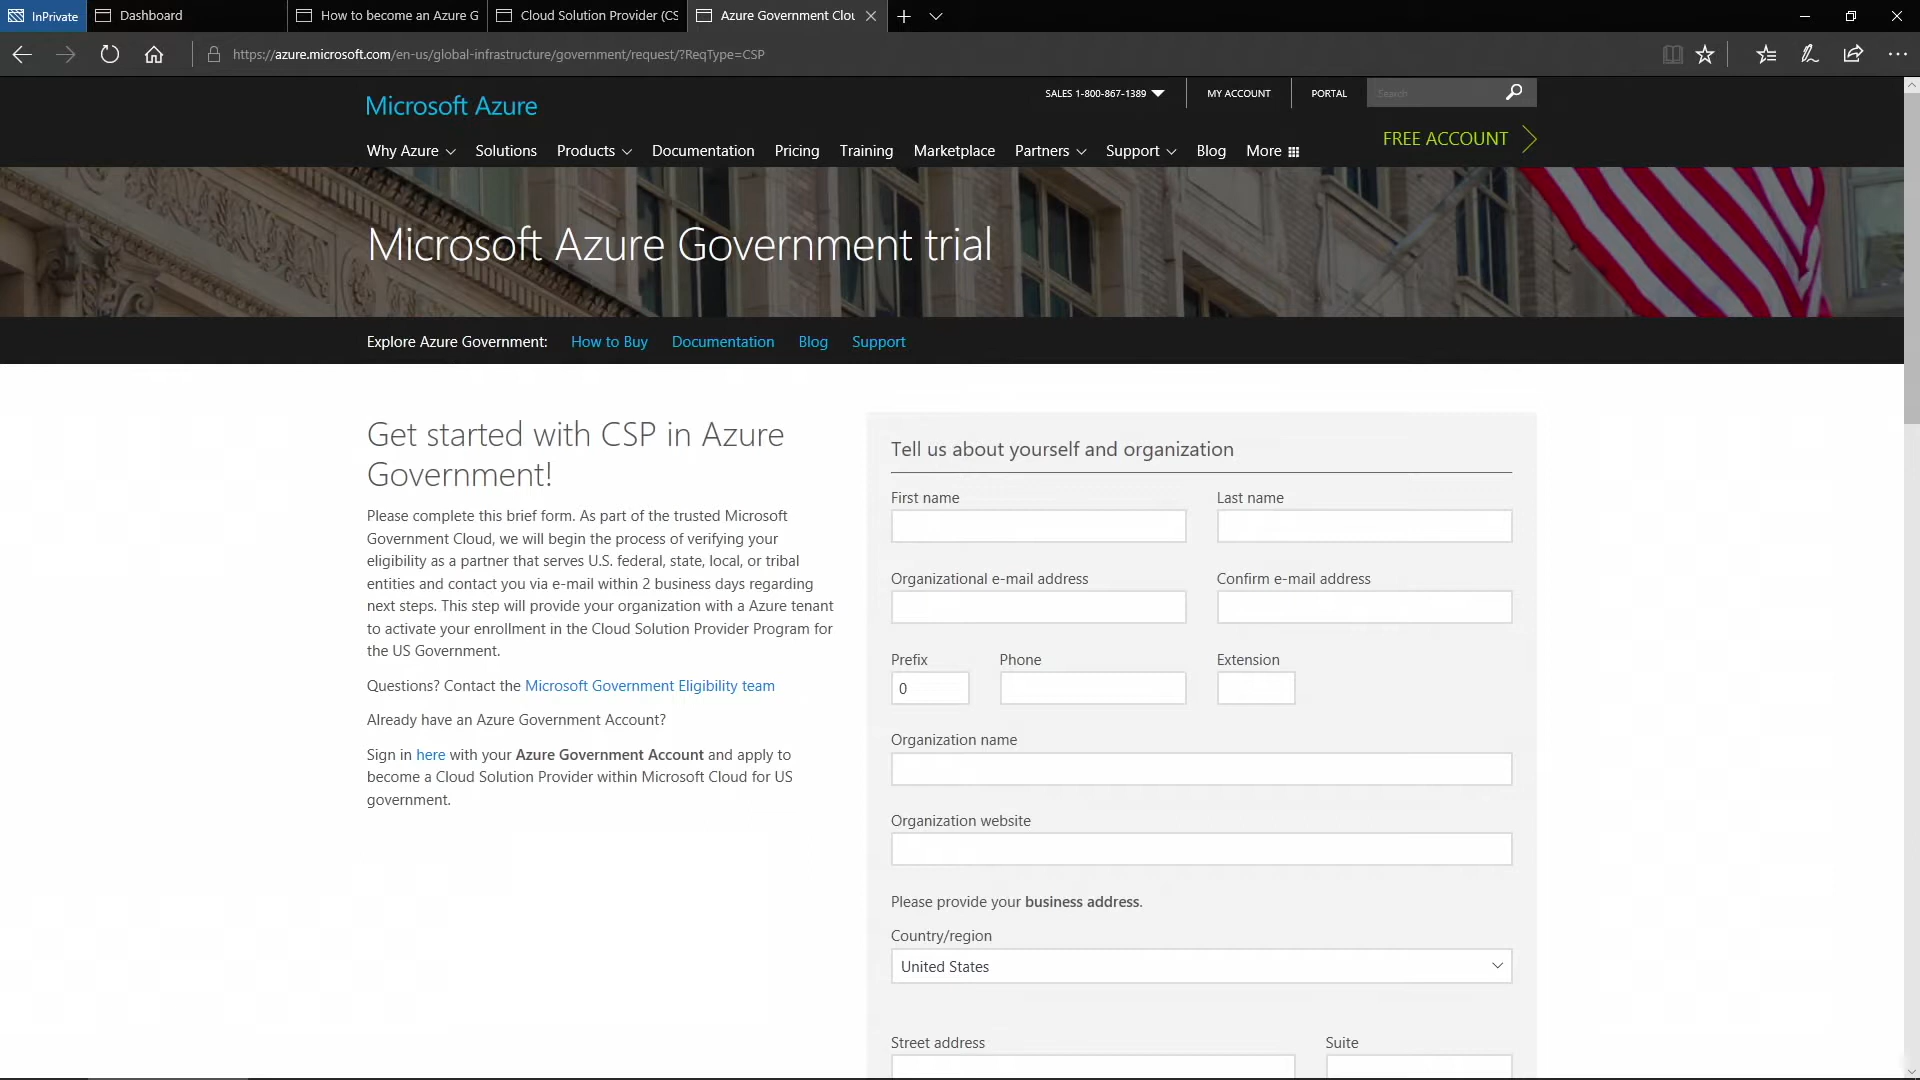 InPrivate
Dashboard
How to become an Azure G
Cloud Solution Provider (CS
Azure Government Clou
https://azure.microsoft.com/en-us/global-infrastructure/government/request/?ReqType=CSP
Microsoft Azure
SALES 1-800-867-1389
MY ACCOUNT
PORTAL
Search
Why Azure
Solutions
Products
Documentation
Pricing
Training
Marketplace
Partners
Support
Blog
More
FREE ACCOUNT
Microsoft Azure Government trial
Explore Azure Government:
How to Buy
Documentation
Blog
Support
Get started with CSP in Azure
Government!
Please complete this brief form. As part of the trusted Microsoft
Government Cloud, we will begin the process of verifying your
eligibility as a partner that serves U.S. federal, state, local, or tribal
entities and contact you via e-mail within 2 business days regarding
next steps. This step will provide your organization with a Azure tenant
to activate your enrollment in the Cloud Solution Provider Program for
the US Government.
Questions? Contact the Microsoft Government Eligibility team
Already have an Azure Government Account?
Sign in here with your Azure Government Account and apply to
become a Cloud Solution Provider within Microsoft Cloud for US
government.
Tell us about yourself and organization
First name
Last name
Organizational e-mail address
Confirm e-mail address
Prefix
Phone
Extension
0
Organization name
Organization website
Please provide your business address.
Country/region
United States
Street address
Suite